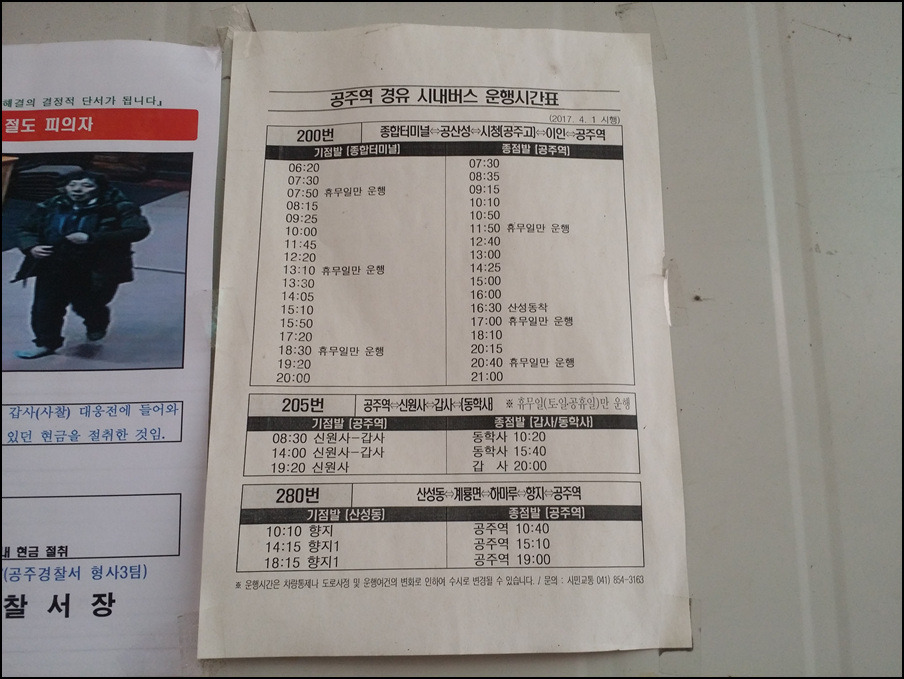 해결의 결정적 단서가 됩니다』
절도 피의자
갑사(사찰) 대웅전에 들어와
있던 현금을 절취한 것임.
내 현금 절취
(공주경찰서 형사3팀)
찰 서 장
공주역 경유 시내버스 운행시간표
(2017. 4. 1 시행)
200번 종합터미널⇔공산성⇔시청(공주고)⇔이인⇔공주역
기점발 (종합터미널) 종점발 (공주역)
06:20 07:30
07:30 08:35
07:50 휴무일만 운행 09:15
08:15 10:10
09:25 10:50
10:00 11:50 휴무일만 운행
11:45 12:40
12:20 13:00
13:10 휴무일만 운행 14:25
13:30 15:00
14:05 16:00
15:10 16:30 산성동착
15:50 17:00 휴무일만 운행
17:20 18:10
18:30 휴무일만 운행 20:15
19:20 20:40 휴무일만 운행
20:00 21:00
205번 공주역⇔신원사⇔갑사⇔(동학사) ※ 휴무일(토·일·공휴일)만 운행
기점발 (공주역) 종점발 (갑사/동학사)
08:30 신원사-갑사 동학사 10:20
14:00 신원사-갑사 동학사 15:40
19:20 신원사 갑 사 20:00
280번 산성동⇔계룡면⇔하마루⇔향지⇔공주역
기점발 (산성동) 종점발 (공주역)
10:10 향지 공주역 10:40
14:15 향지1 공주역 15:10
18:15 향지1 공주역 19:00
※ 운행시간은 차량통제나 도로사정 및 운행여건의 변화로 인하여 수시로 변경될 수 있습니다. / 문의 : 시민교통 041) 854-3163